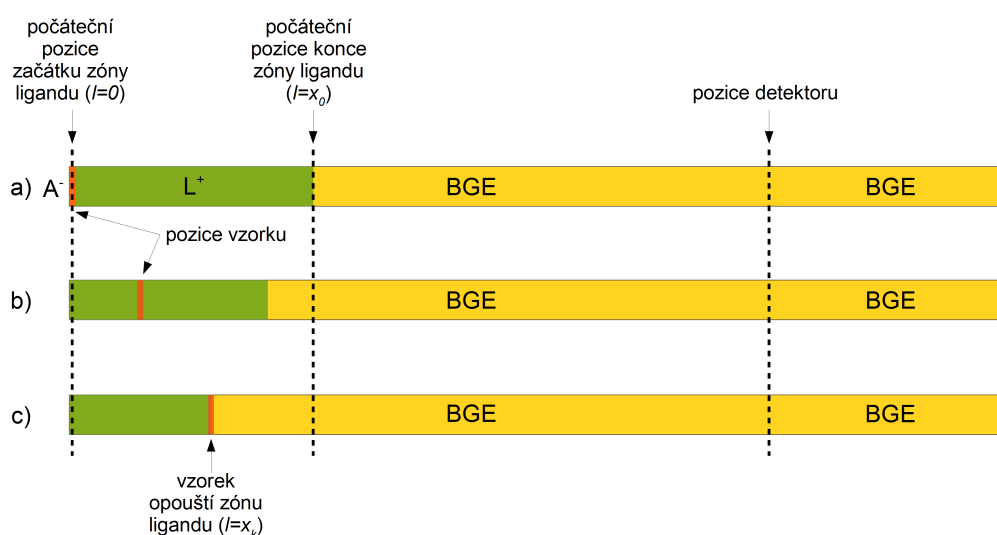 počáteční
pozice
začátku zóny
ligandu (l=0)
počáteční
pozice konce
zóny ligandu
(l=x₀)
pozice detektoru
a) A⁻ L⁺ BGE BGE
pozice vzorku
b) BGE BGE
c) BGE BGE
vzorek
opouští zónu
ligandu (l=xₖ)